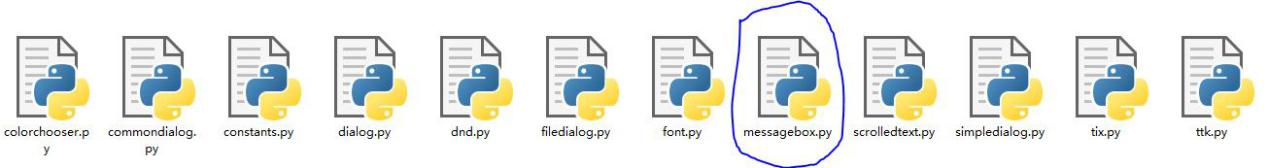 colorchooser.p
y
commondialog.
py
constants.py
dialog.py
dnd.py
filedialog.py
font.py
messagebox.py
scrolledtext.py
simpledialog.py
tix.py
ttk.py